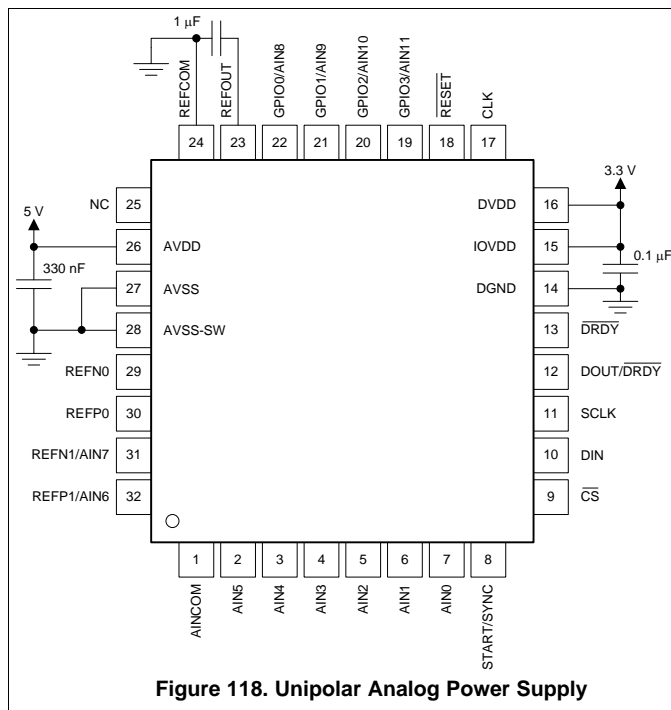 1 μF
REFCOM
REFOUT
GPIO0/AIN8
GPIO1/AIN9
GPIO2/AIN10
GPIO3/AIN11
RESET
CLK
24
23
22
21
20
19
18
17
NC
25
5 V
26
AVDD
330 nF
27
AVSS
28
AVSS-SW
REFN0
29
REFP0
30
REFN1/AIN7
31
REFP1/AIN6
32
3.3 V
DVDD
16
IOVDD
15
0.1 μF
DGND
14
13
DRDY
12
DOUT/DRDY
11
SCLK
10
DIN
9
CS
1
2
3
4
5
6
7
8
AINCOM
AIN5
AIN4
AIN3
AIN2
AIN1
AIN0
START/SYNC
Figure 118. Unipolar Analog Power Supply